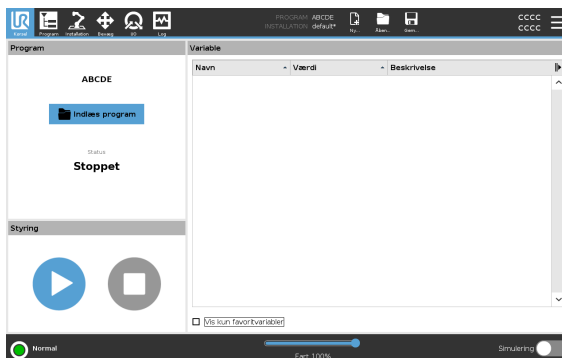 UR
PROGRAM ABCDE
INSTALLATION default*
CCCC
CCCC
Kørsel Program Installation Bevæg I/O Log
Ny... Åben... Gem...
Program
Variable
Navn Værdi Beskrivelse
ABCDE
Indlæs program
Status
Stoppet
Styring
Vis kun favoritvariabler
Normal
Fart 100%
Simulering